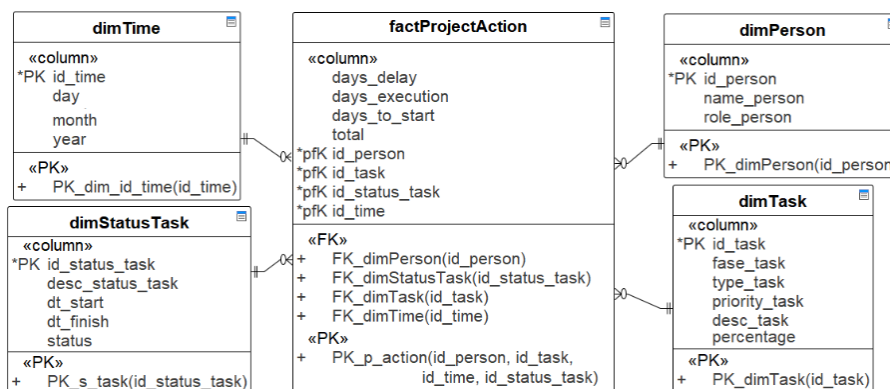 dimTime
«column»
*PK id_time
day
month
year
«PK»
+ PK_dim_id_time(id_time)
dimStatusTask
«column»
*PK id_status_task
desc_status_task
dt_start
dt_finish
status
«PK»
+ PK_s_task(id_status_task)
factProjectAction
«column»
days_delay
days_execution
days_to_start
total
*pfK id_person
*pfK id_task
*pfK id_status_task
*pfK id_time
«FK»
+ FK_dimPerson(id_person)
+ FK_dimStatusTask(id_status_task)
+ FK_dimTask(id_task)
+ FK_dimTime(id_time)
«PK»
+ PK_p_action(id_person, id_task,
id_time, id_status_task)
dimPerson
«column»
*PK id_person
name_person
role_person
«PK»
+ PK_dimPerson(id_person
dimTask
«column»
*PK id_task
fase_task
type_task
priority_task
desc_task
percentage
«PK»
+ PK_dimTask(id_task)